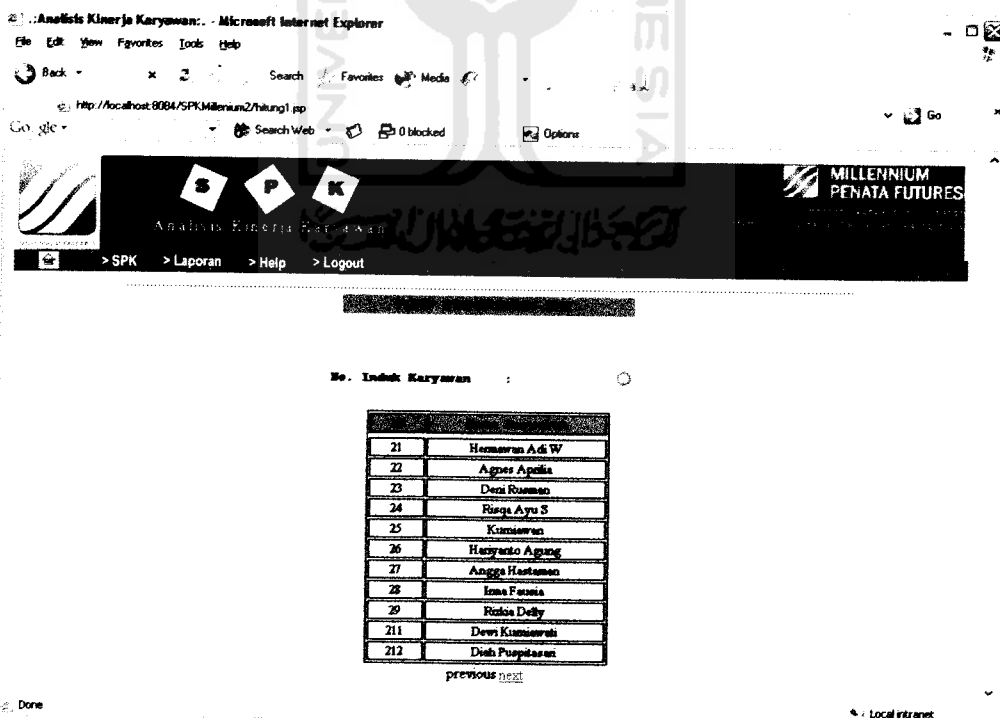 .:Analisis Kinerja Karyawan:. - Microsoft Internet Explorer
File Edit View Favorites Tools Help
Back Search Favorites Media
http://localhost:8084/SPKMillenium2/hitung1.jsp Go
Search Web 0 blocked Options
S P K
MILLENNIUM
PENATA FUTURES
Analisis Kinerja Karyawan
> SPK > Laporan > Help > Logout
No. Induk Karyawan :
21 Hermawan Adi W
22 Agnes Aprilia
23 Deni Rusman
24 Risqa Ayu S
25 Kurniawan
26 Hariyanto Agung
27 Angga Hastaman
28 Irma Fausia
29 Rizkia Delly
211 Dewi Kurniawati
212 Diah Puspitasari
previous next
Done
Local intranet